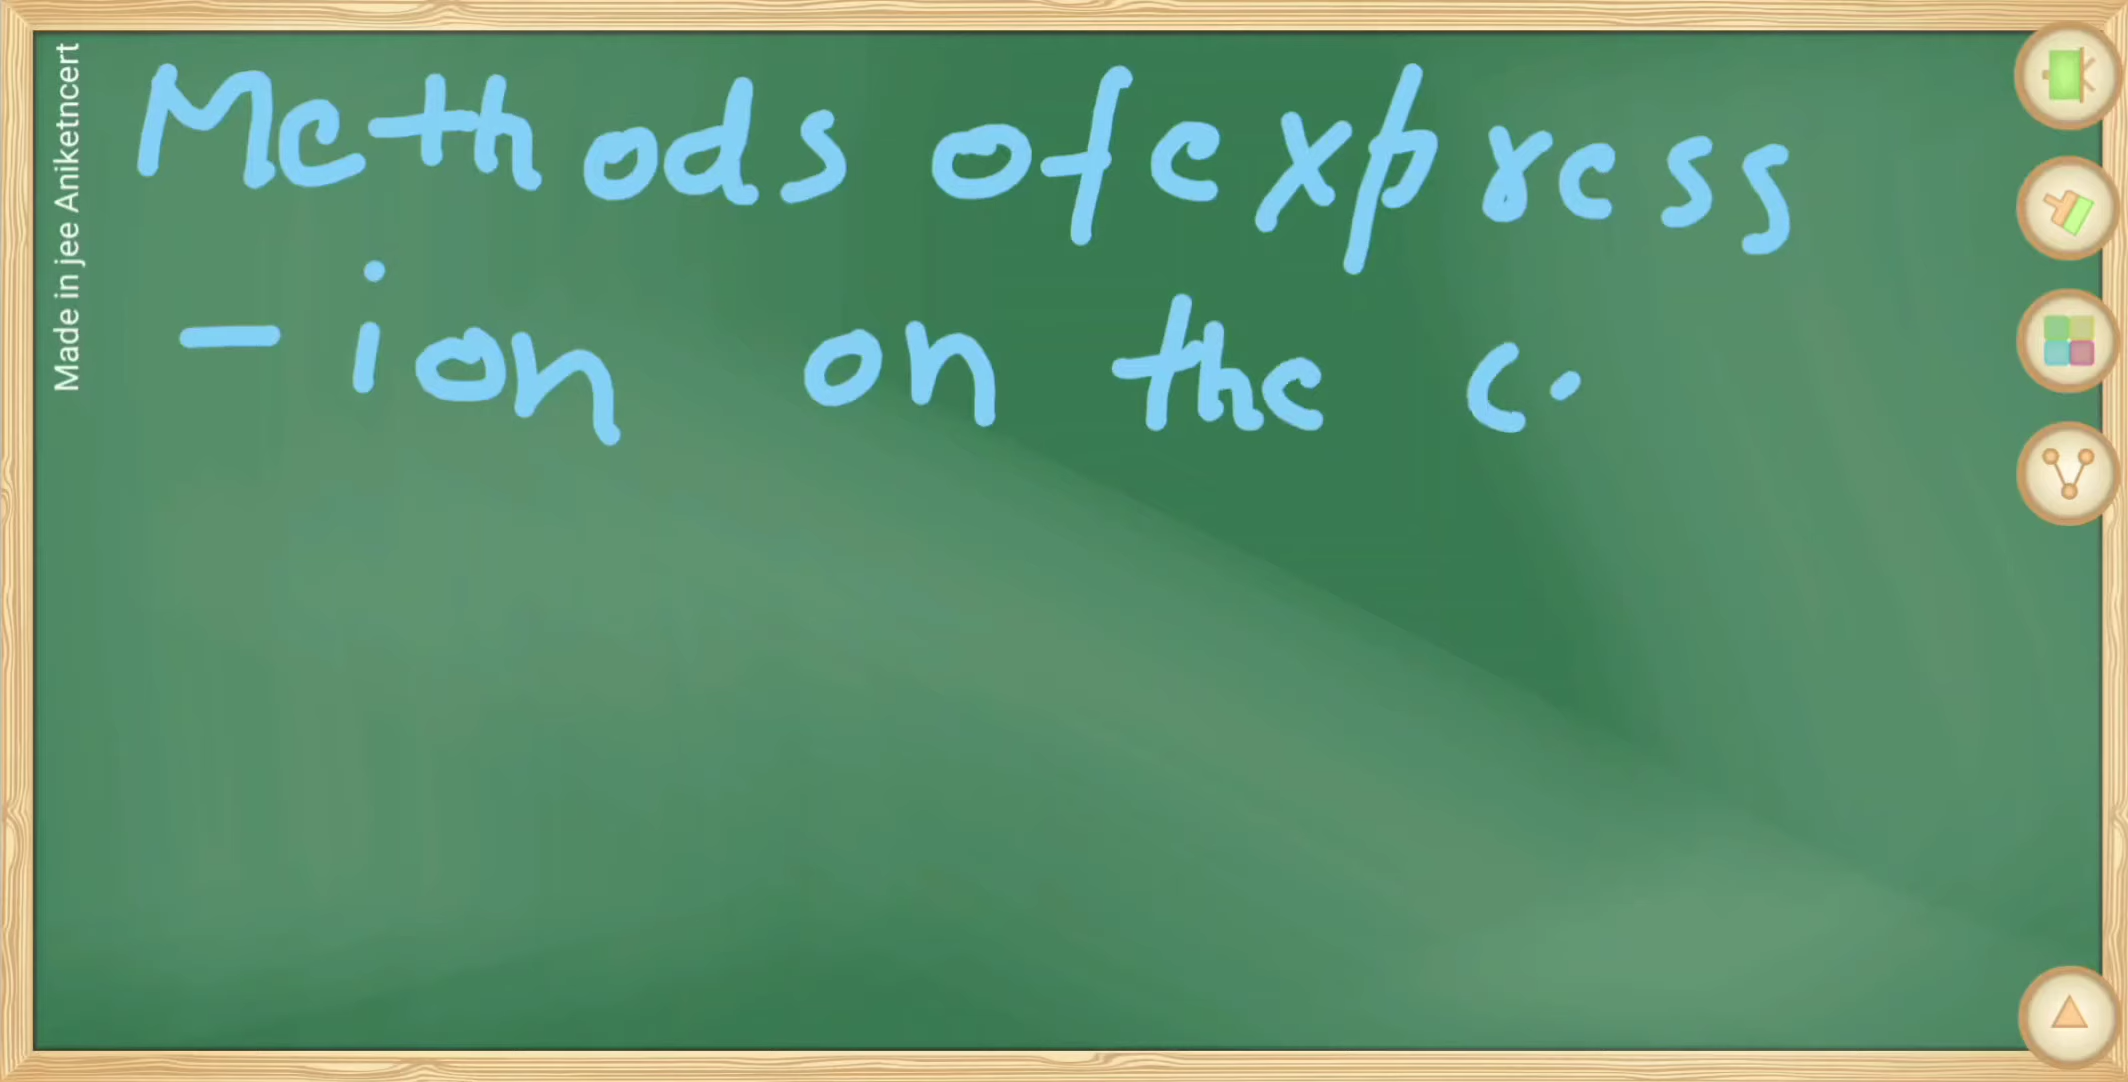 Made in jee Aniketncert
Methods of express
-ion on the c.